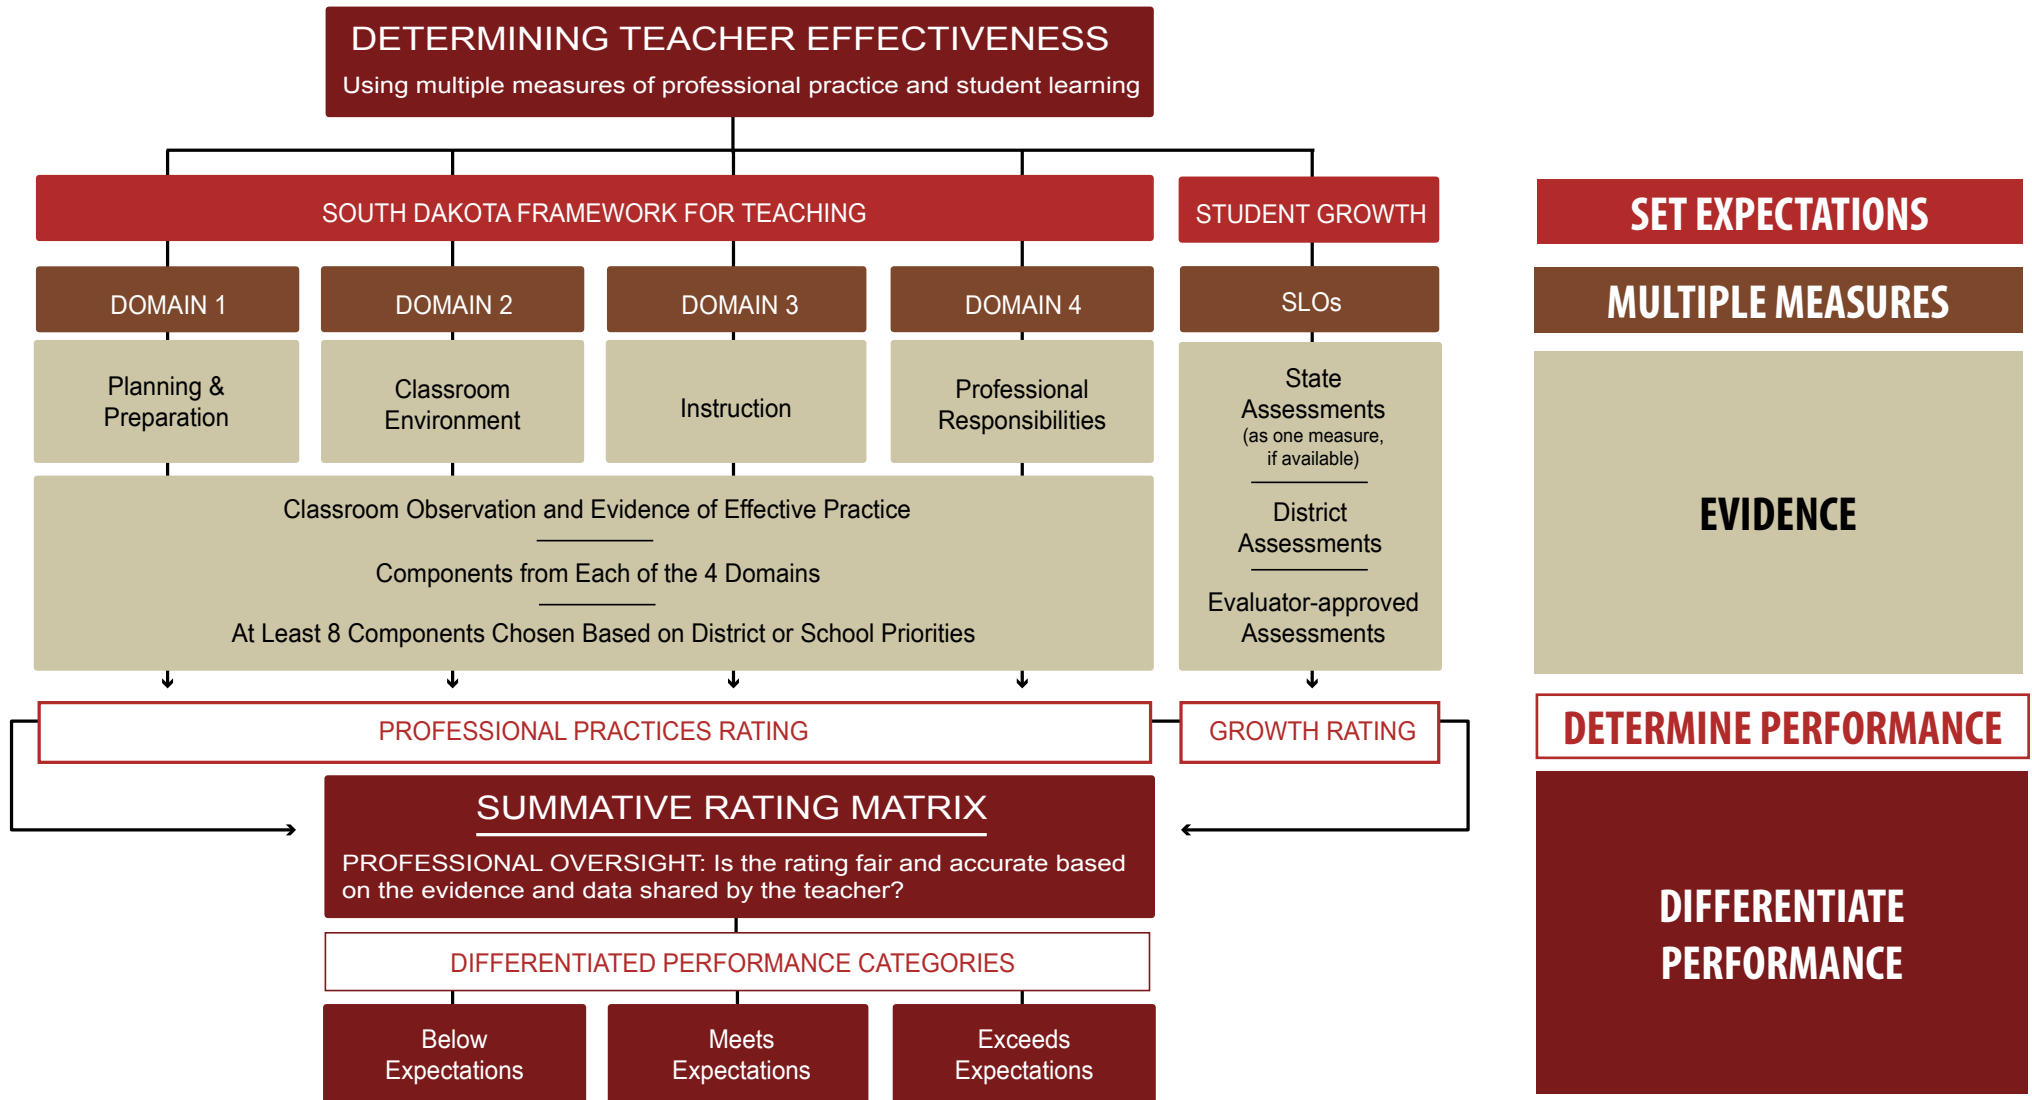 DETERMINING TEACHER EFFECTIVENESS
Using multiple measures of professional practice and student learning
SOUTH DAKOTA FRAMEWORK FOR TEACHING
STUDENT GROWTH
SET EXPECTATIONS
DOMAIN 1
DOMAIN 2
DOMAIN 3
DOMAIN 4
SLOs
MULTIPLE MEASURES
Planning &
Preparation
Classroom
Environment
Instruction
Professional
Responsibilities
State
Assessments
(as one measure,
if available)
District
Assessments
Evaluator-approved
Assessments
Classroom Observation and Evidence of Effective Practice
Components from Each of the 4 Domains
At Least 8 Components Chosen Based on District or School Priorities
EVIDENCE
PROFESSIONAL PRACTICES RATING
GROWTH RATING
DETERMINE PERFORMANCE
SUMMATIVE RATING MATRIX
PROFESSIONAL OVERSIGHT: Is the rating fair and accurate based
on the evidence and data shared by the teacher?
DIFFERENTIATED PERFORMANCE CATEGORIES
Below
Expectations
Meets
Expectations
Exceeds
Expectations
DIFFERENTIATE
PERFORMANCE